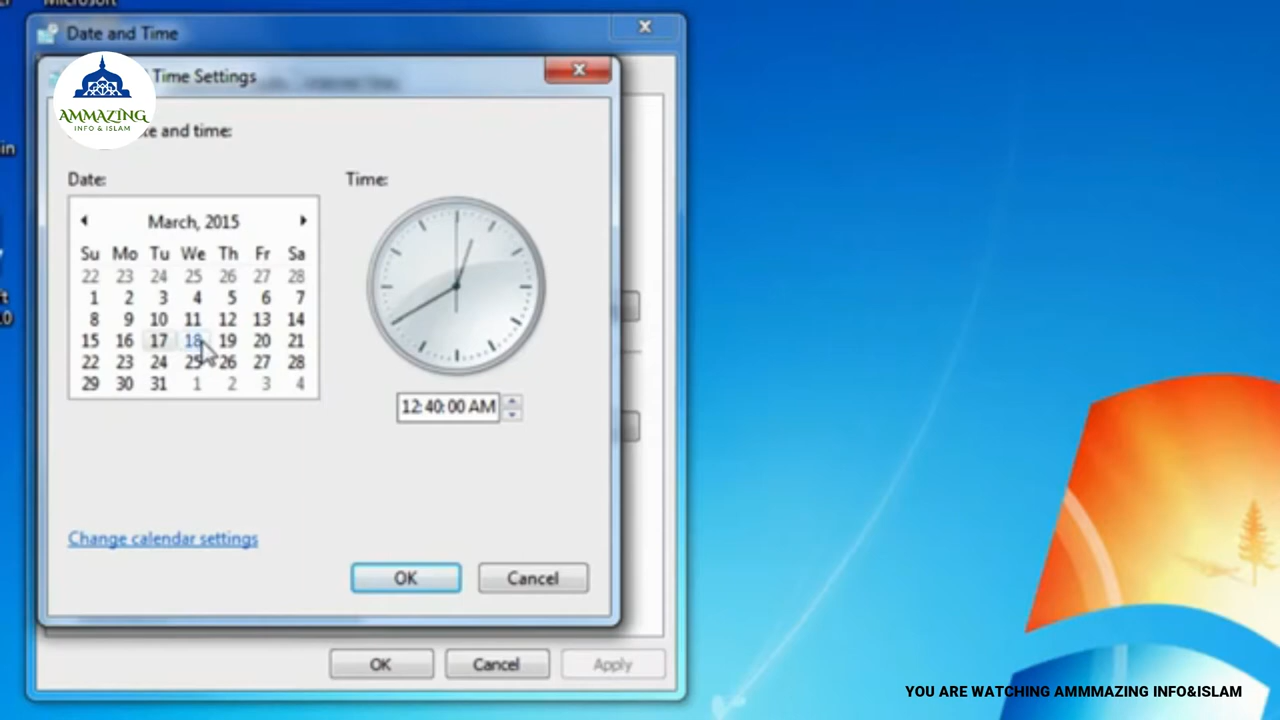 Microsoft
Date and Time
Time Settings
AMMAZING
INFO & ISLAM
te and time:
Date:
Time:
March, 2015
Su Mo Tu We Th Fr Sa
22 23 24 25 26 27 28
1 2 3 4 5 6 7
8 9 10 11 12 13 14
15 16 17 18 19 20 21
22 23 24 25 26 27 28
29 30 31 1 2 3 4
12:40:00 AM
Change calendar settings
OK Cancel
OK Cancel Apply
YOU ARE WATCHING AMMMAZING INFO&ISLAM